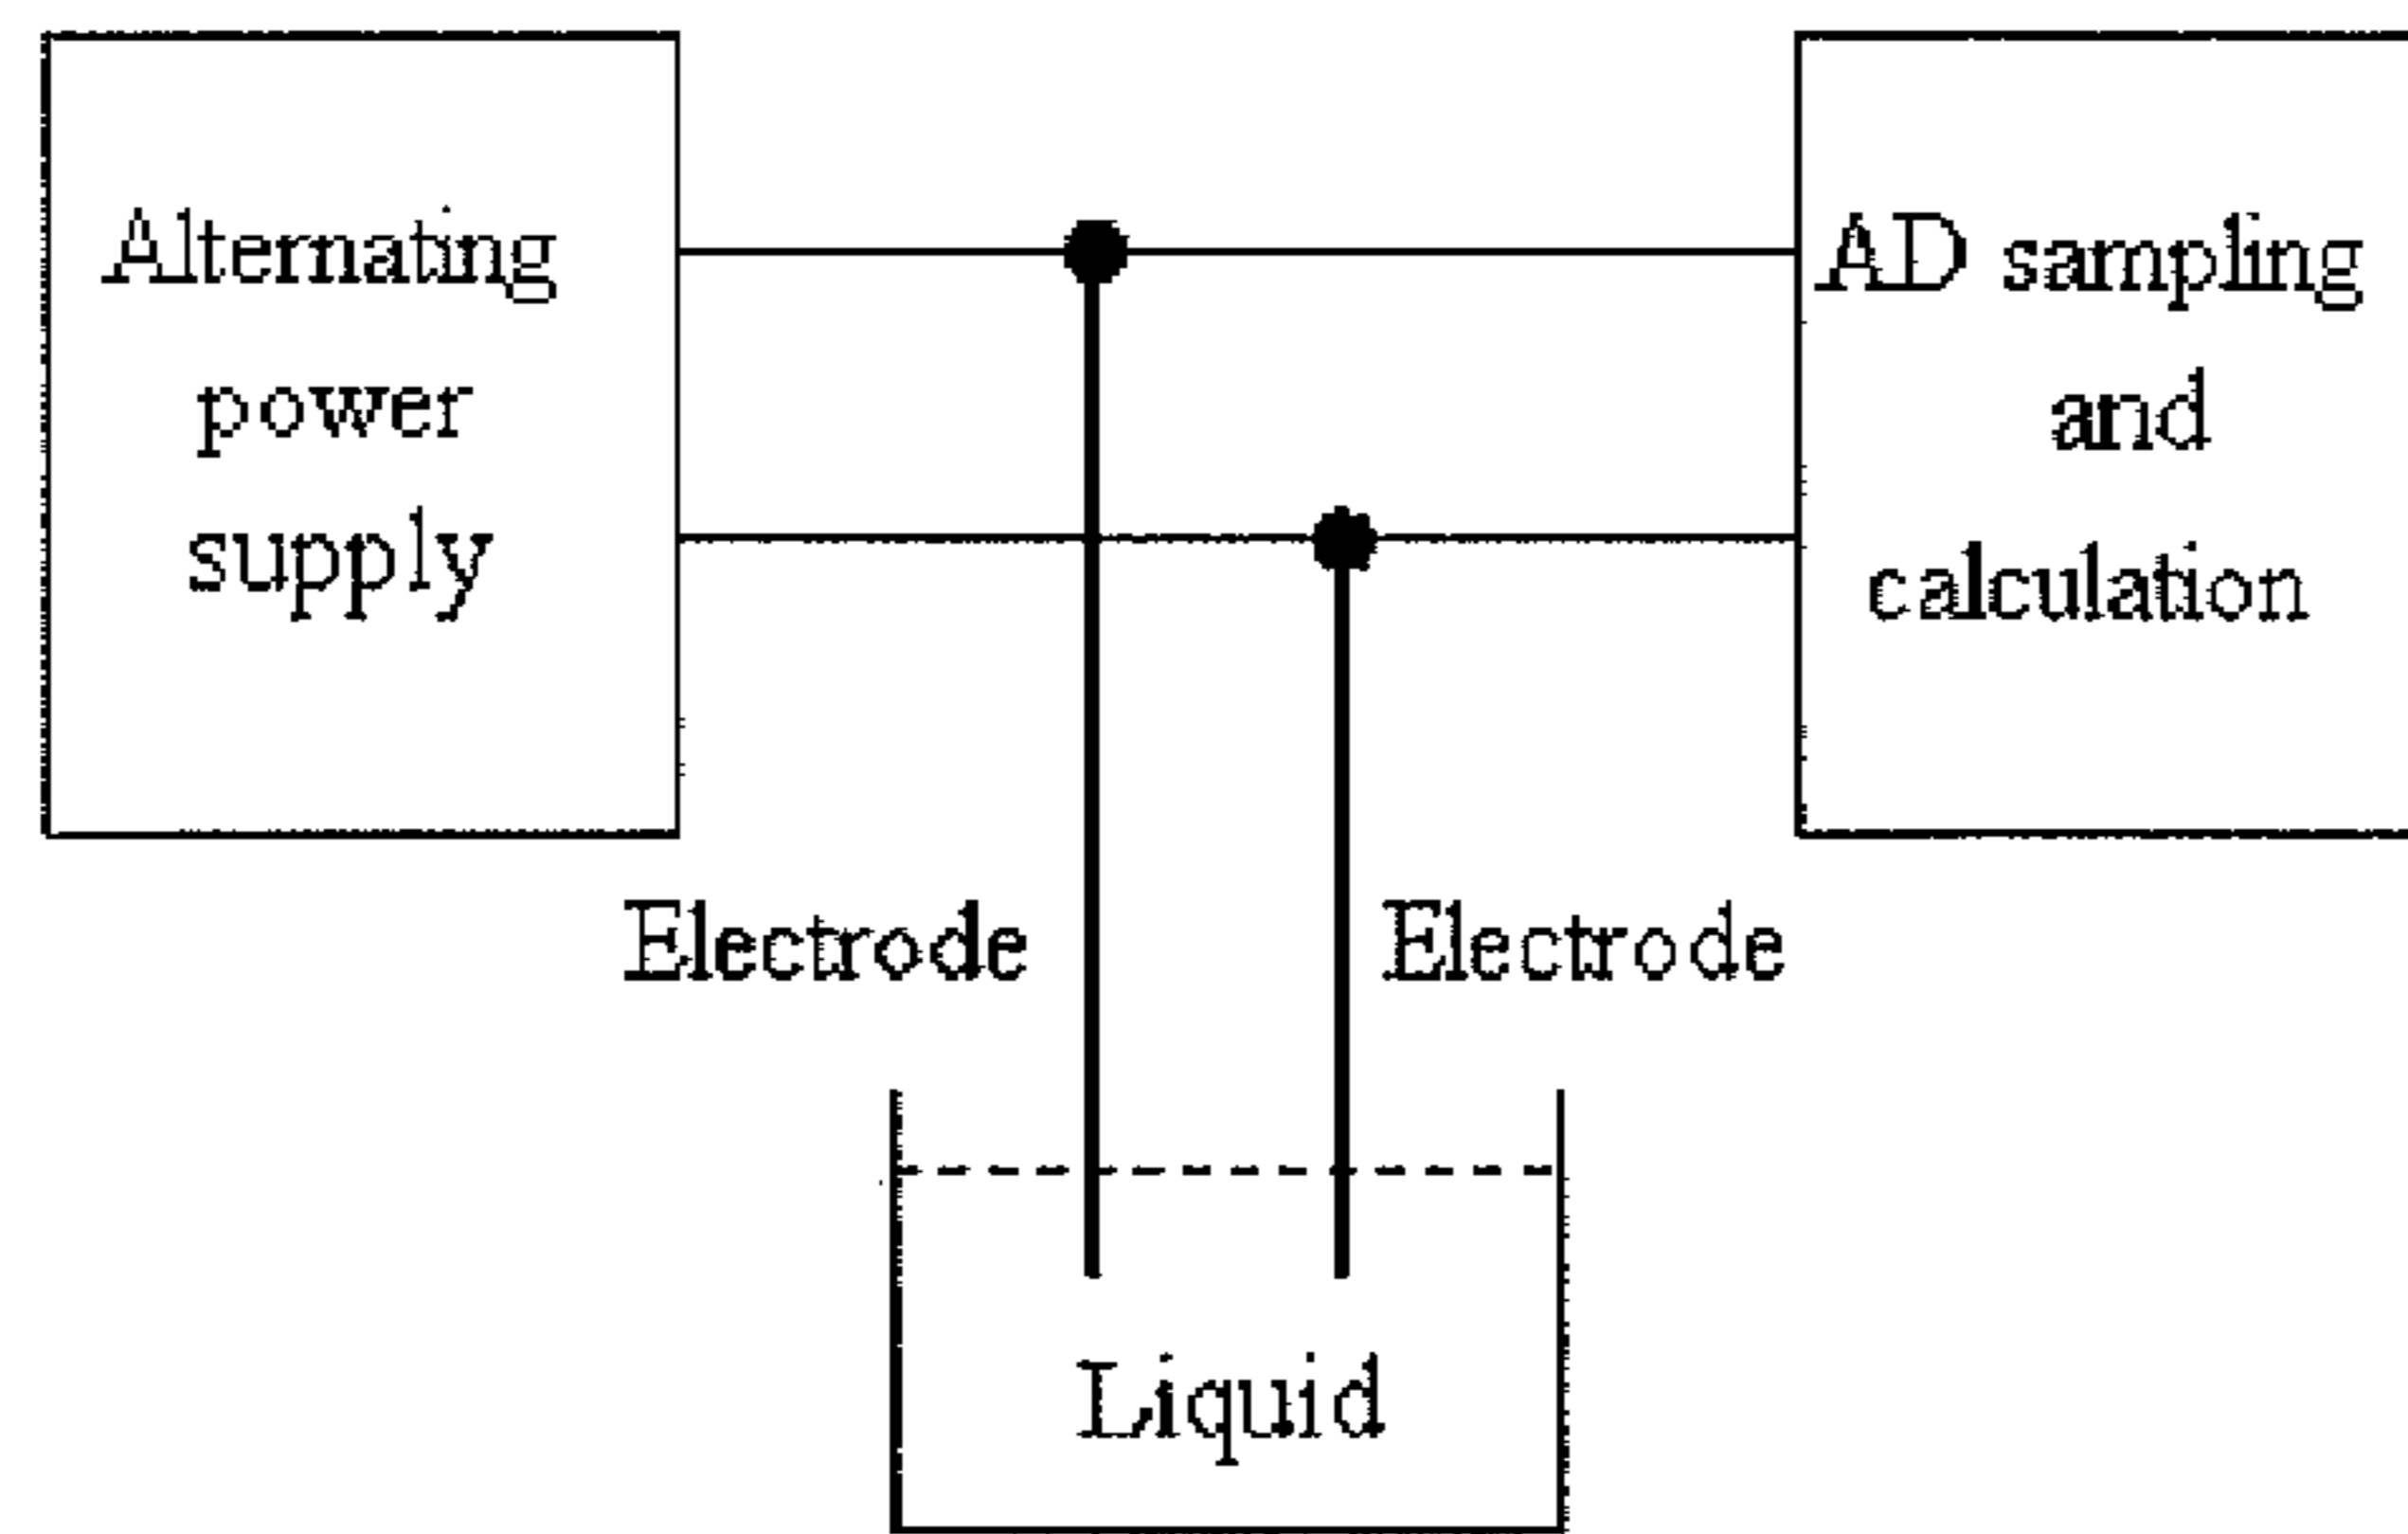 Alternating
power
supply
AD sampling
and
calculation
Electrode
Electrode
Liquid